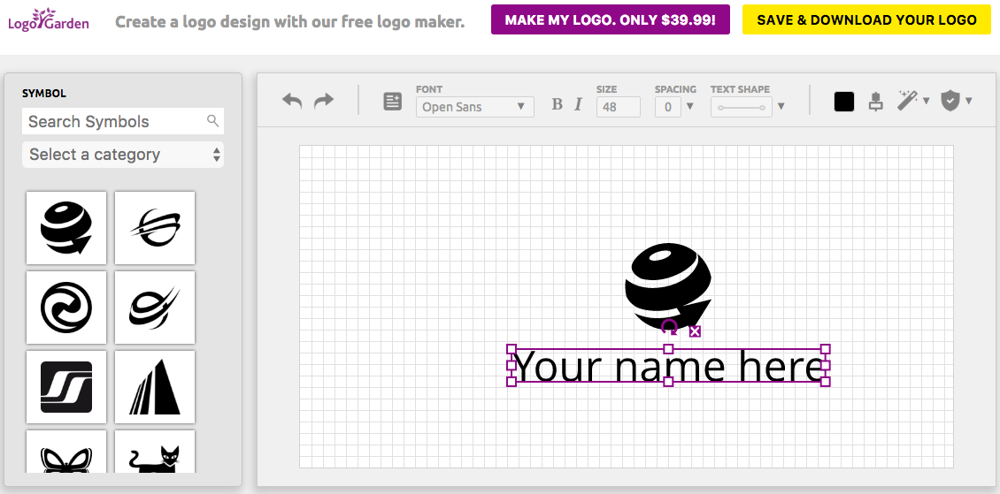 LogoGarden
Create a logo design with our free logo maker.
MAKE MY LOGO. ONLY $39.99!
SAVE & DOWNLOAD YOUR LOGO
SYMBOL
Search Symbols
Select a category
FONT
Open Sans
B I
SIZE
48
SPACING
0
TEXT SHAPE
Your name here